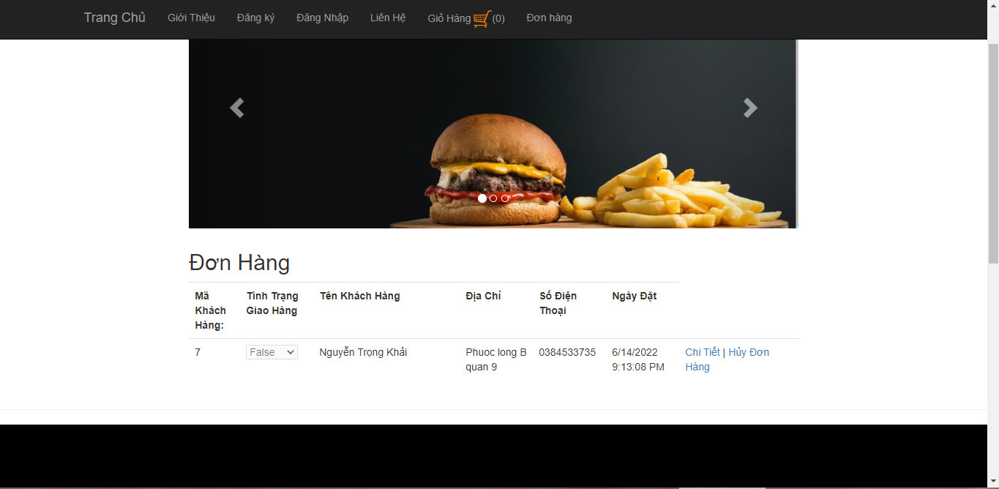 Trang Chủ Giới Thiệu Đăng ký Đăng Nhập Liên Hệ Giỏ Hàng (0) Đơn hàng
Đơn Hàng
Mã Khách Hàng:
Tình Trạng Giao Hàng
Tên Khách Hàng
Địa Chỉ
Số Điện Thoại
Ngày Đặt
7
False
Nguyễn Trọng Khải
Phuoc long B
quan 9
0384533735
6/14/2022
9:13:08 PM
Chi Tiết | Hủy Đơn
Hàng